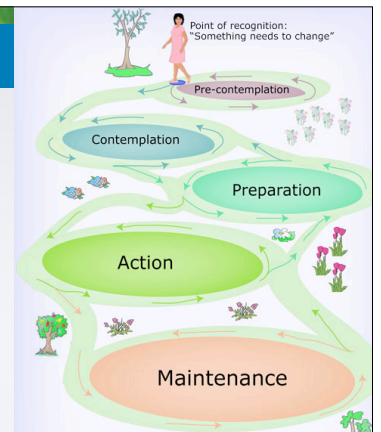 Point of recognition:
“Something needs to change”
Pre-contemplation
Contemplation
Preparation
Action
Maintenance